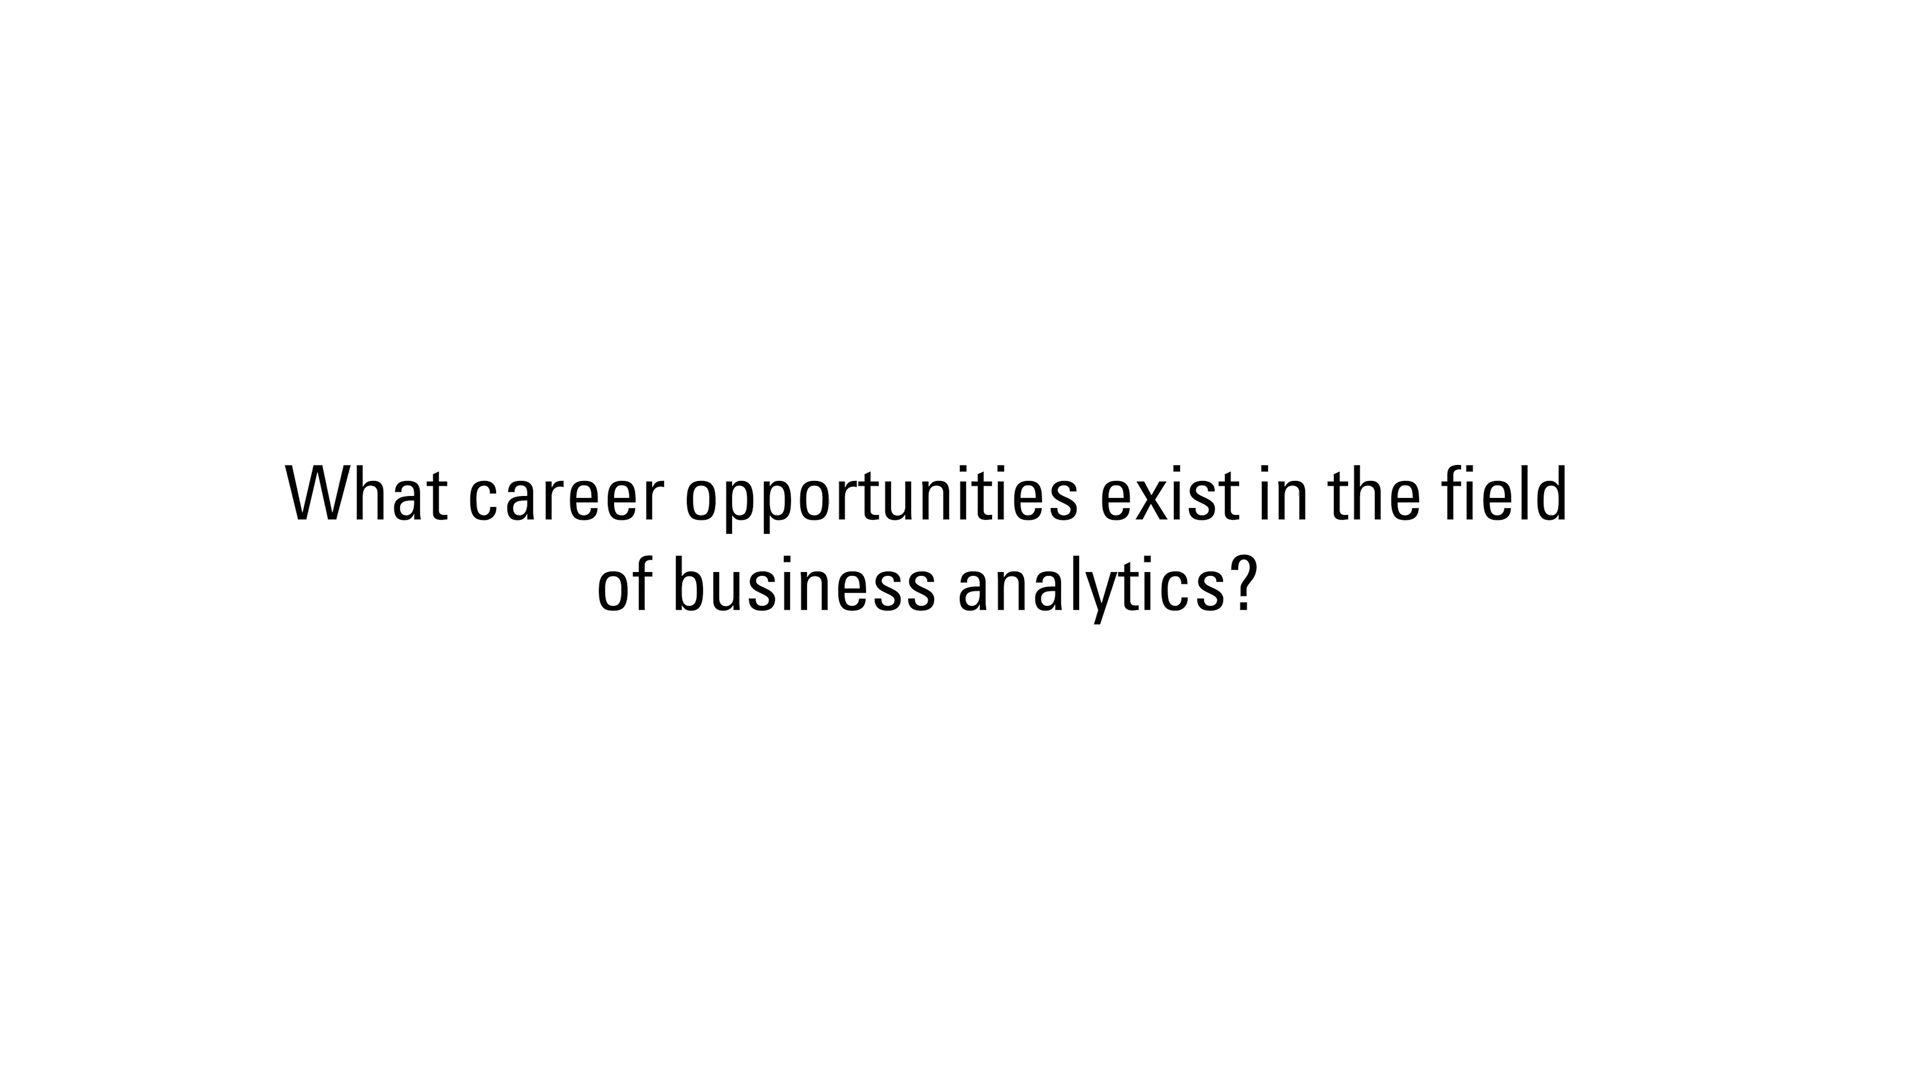 What career opportunities exist in the field
of business analytics?